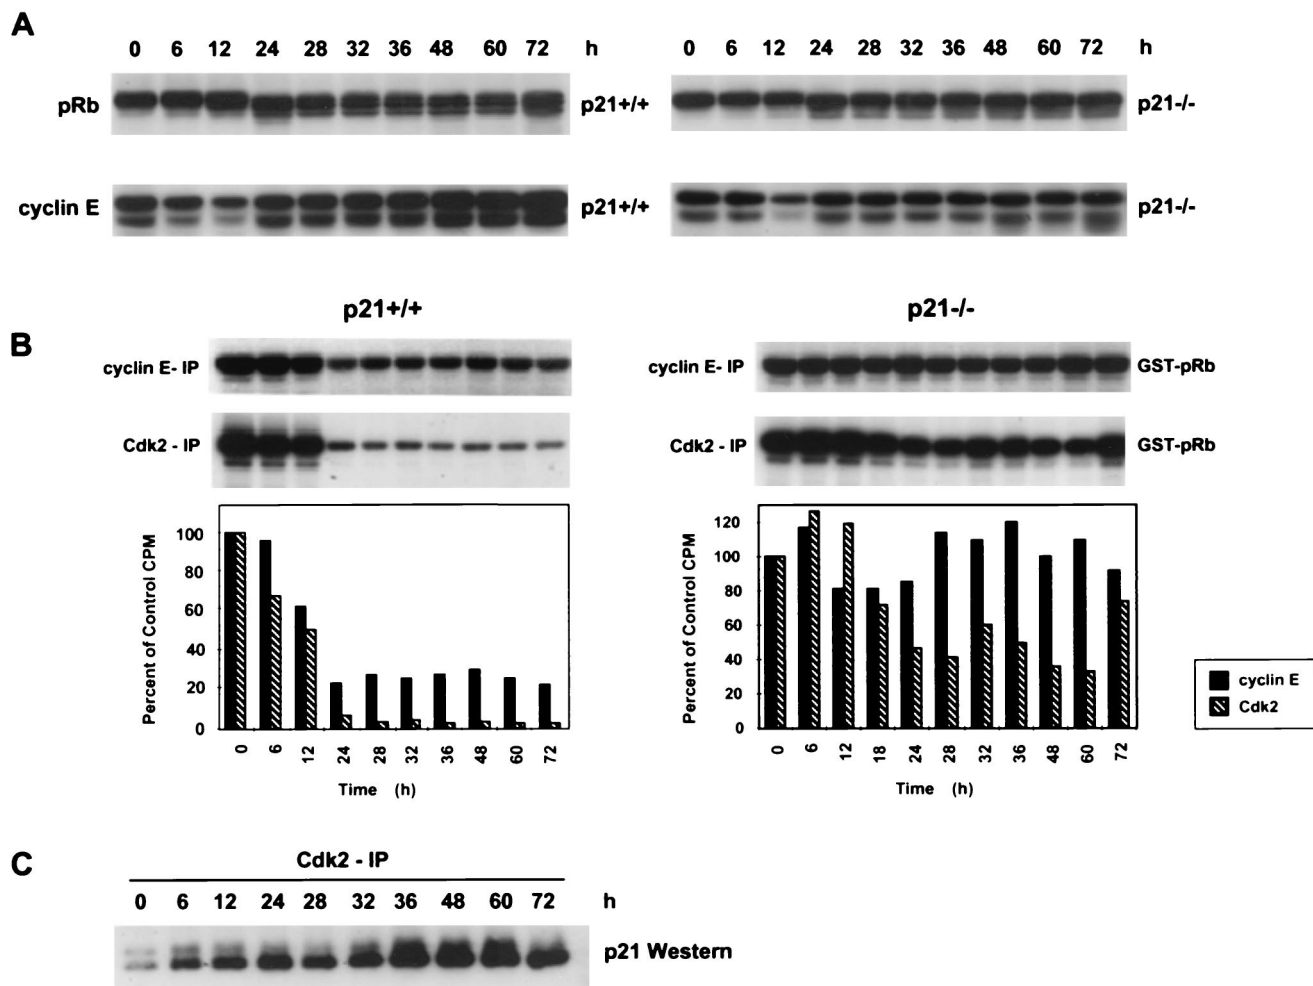 A
0 6 12 24 28 32 36 48 60 72 h
0 6 12 24 28 32 36 48 60 72 h
pRb p21+/+ p21-/-
cyclin E p21+/+ p21-/-
B
p21+/+ p21-/-
cyclin E- IP cyclin E- IP GST-pRb
Cdk2 - IP Cdk2 - IP GST-pRb
Percent of Control CPM
100
80
60
40
20
0
0 6 12 24 28 32 36 48 60 72
Time (h)
Percent of Control CPM
120
100
80
60
40
20
0
0 6 12 18 24 28 32 36 48 60 72
Time (h)
cyclin E
Cdk2
C
Cdk2 - IP
0 6 12 24 28 32 36 48 60 72 h
p21 Western